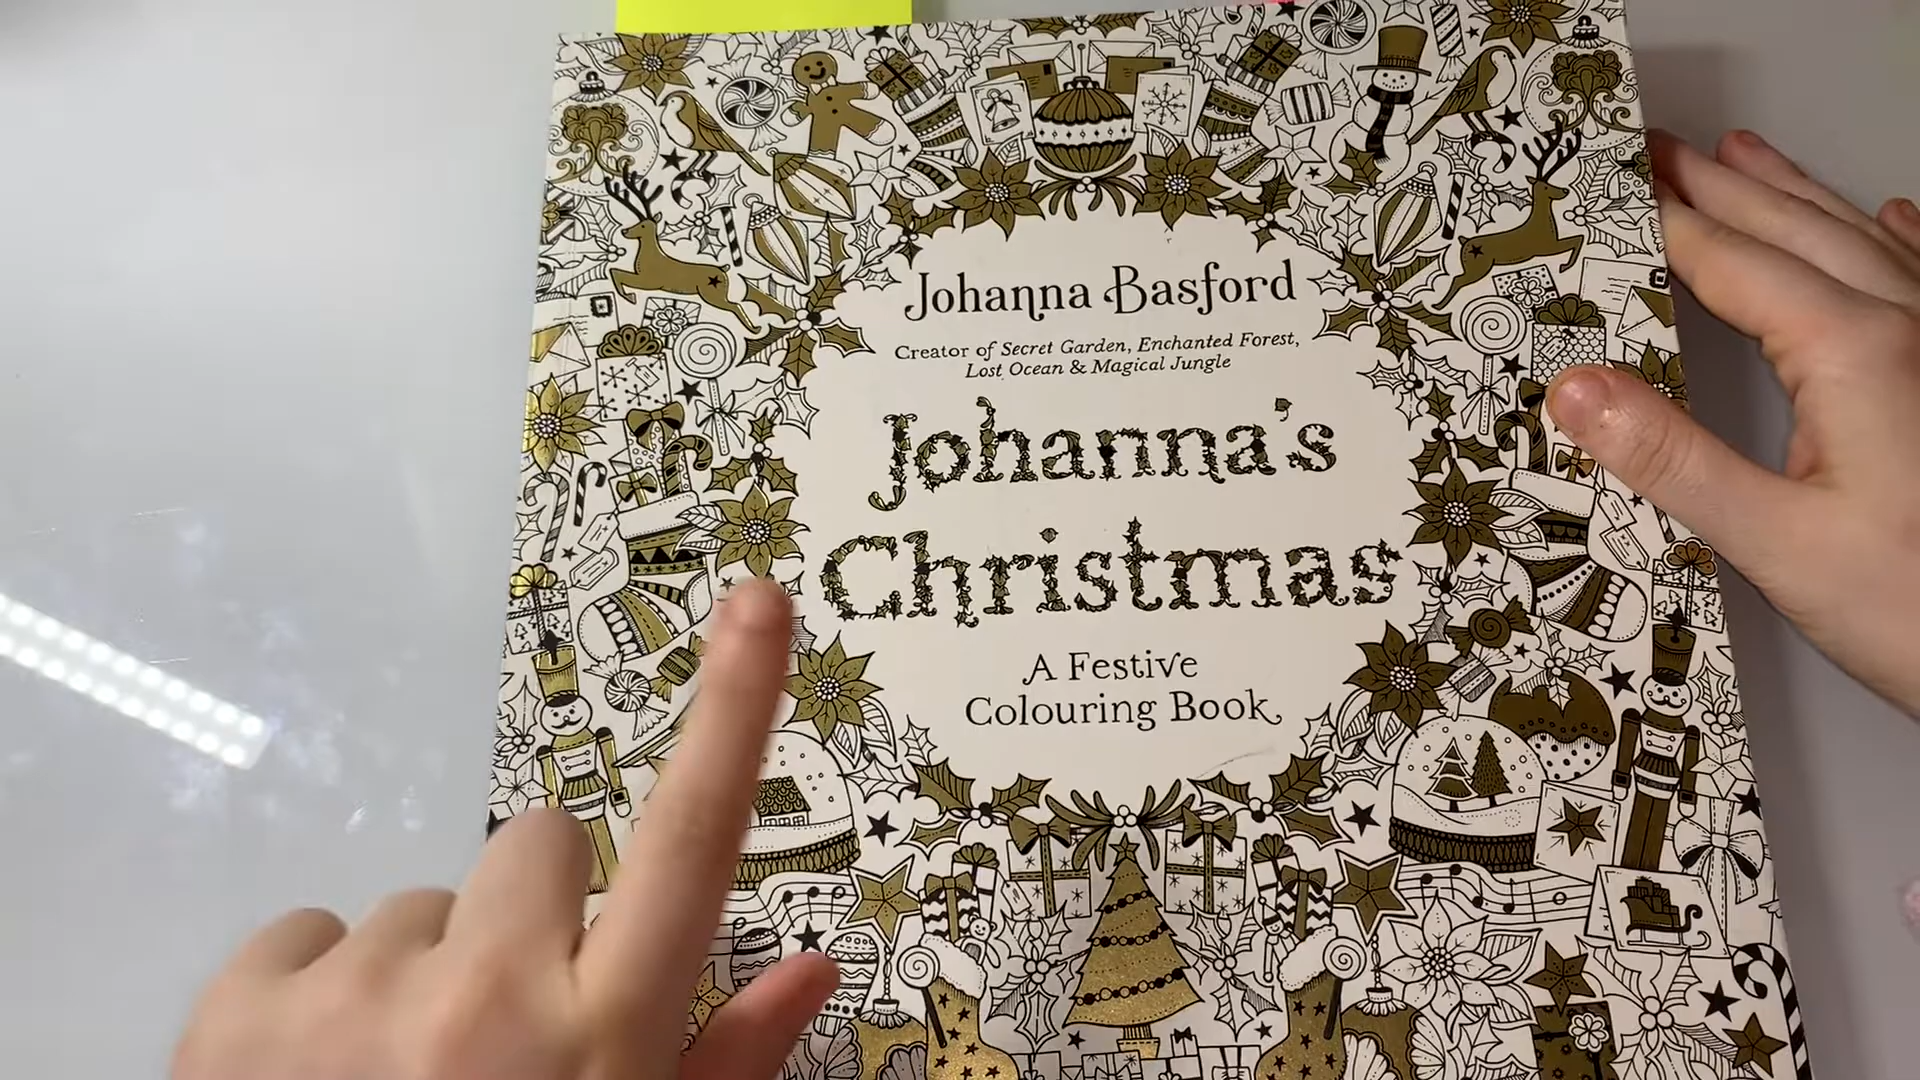 Johanna Basford
Creator of Secret Garden, Enchanted Forest,
Lost Ocean & Magical Jungle
Johanna's
Christmas
A Festive
Colouring Book